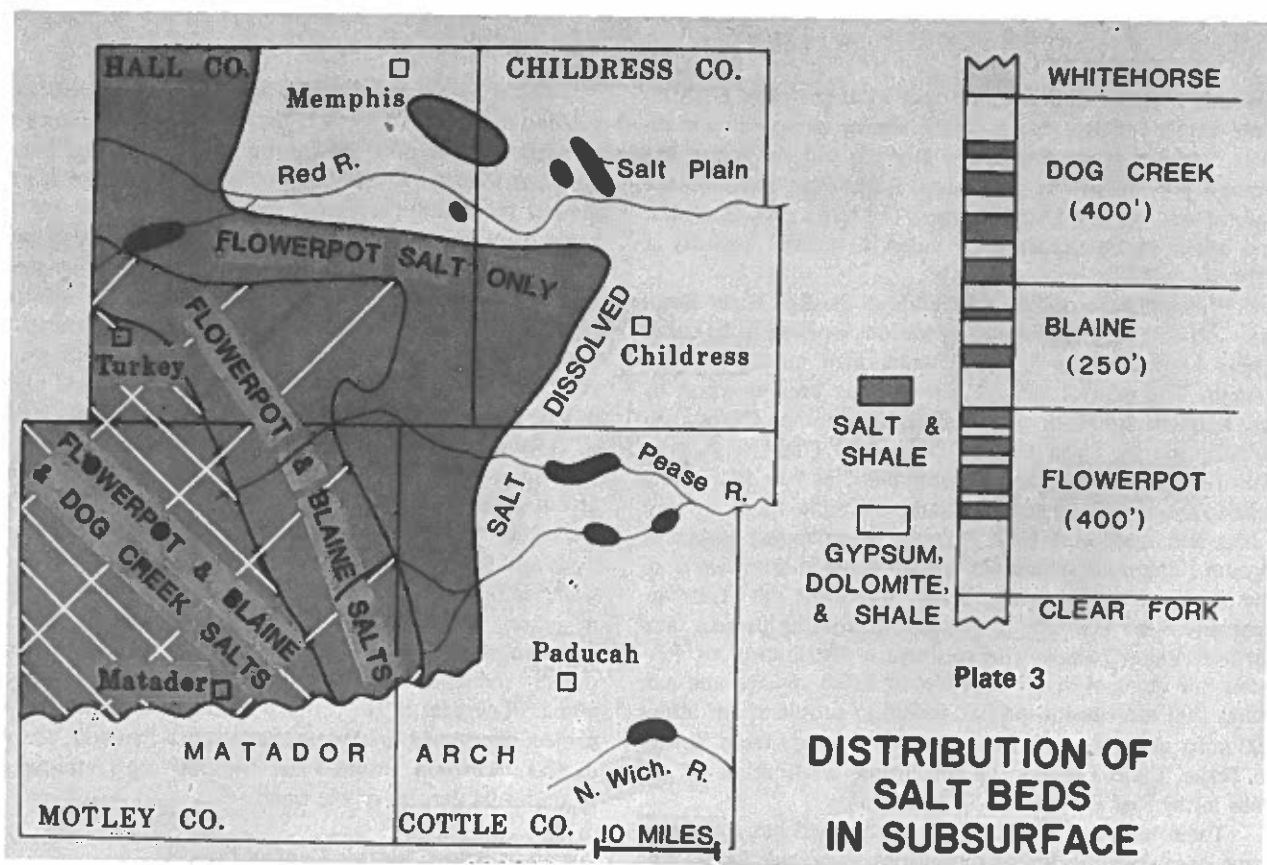 HALL CO.
CHILDRESS CO.
Memphis
Red R.
Salt Plain
FLOWERPOT SALT ONLY
Turkey
FLOWERPOT & BLAINE SALTS
SALT DISSOLVED
Childress
FLOWERPOT & BLAINE
& DOG CREEK SALTS
Pease R.
Matador
Paducah
MATADOR ARCH
N. Wich. R.
MOTLEY CO.
COTTLE CO.
10 MILES
WHITEHORSE
DOG CREEK
(400')
BLAINE
(250')
FLOWERPOT
(400')
CLEAR FORK
SALT &
SHALE
GYPSUM,
DOLOMITE,
& SHALE
Plate 3
DISTRIBUTION OF
SALT BEDS
IN SUBSURFACE